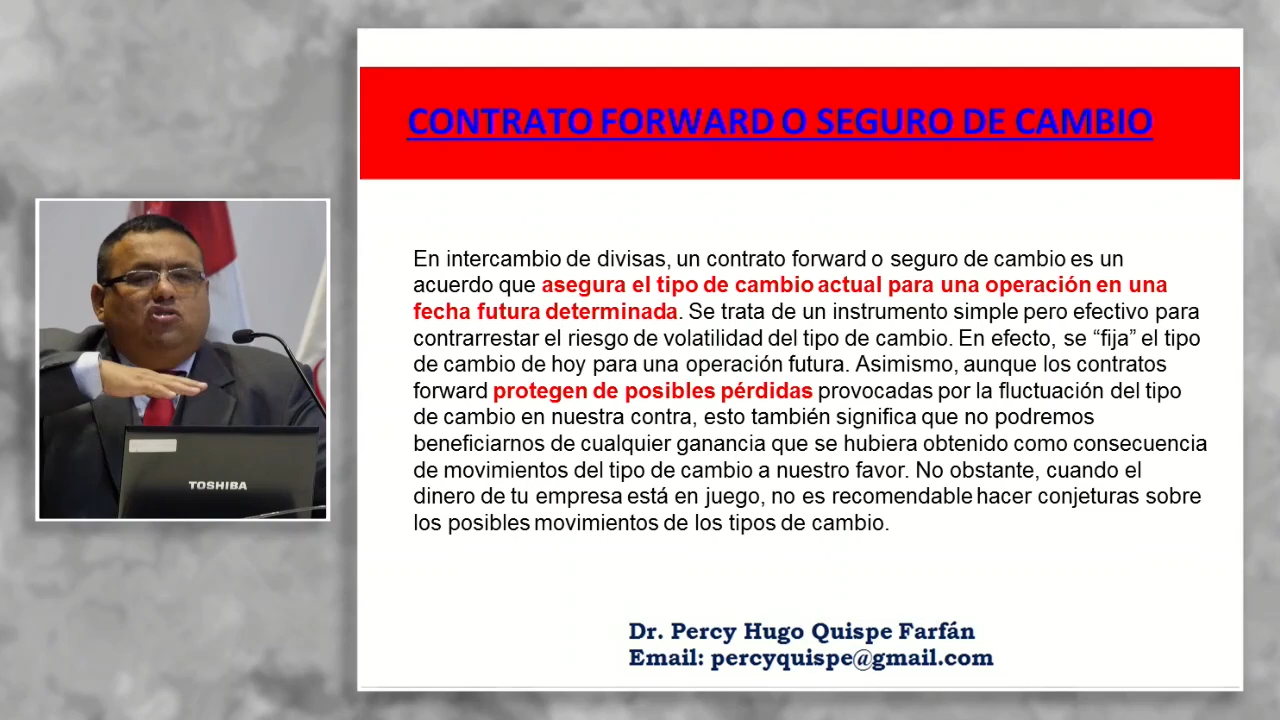 CONTRATO FORWARD O SEGURO DE CAMBIO
En intercambio de divisas, un contrato forward o seguro de cambio es un
acuerdo que asegura el tipo de cambio actual para una operación en una
fecha futura determinada. Se trata de un instrumento simple pero efectivo para
contrarrestar el riesgo de volatilidad del tipo de cambio. En efecto, se “fija” el tipo
de cambio de hoy para una operación futura. Asimismo, aunque los contratos
forward protegen de posibles pérdidas provocadas por la fluctuación del tipo
de cambio en nuestra contra, esto también significa que no podremos
beneficiarnos de cualquier ganancia que se hubiera obtenido como consecuencia
de movimientos del tipo de cambio a nuestro favor. No obstante, cuando el
dinero de tu empresa está en juego, no es recomendable hacer conjeturas sobre
los posibles movimientos de los tipos de cambio.
TOSHIBA
Dr. Percy Hugo Quispe Farfán
Email: percyquispe@gmail.com